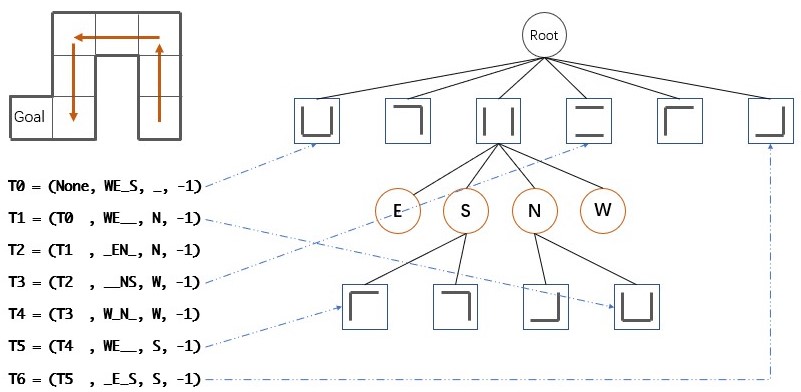 Root
Goal
T0 = (None, WE_S, _, -1)
T1 = (T0 , WE__, N, -1)
T2 = (T1 , _EN_, N, -1)
T3 = (T2 , __NS, W, -1)
T4 = (T3 , W_N_, W, -1)
T5 = (T4 , WE__, S, -1)
T6 = (T5 , _E_S, S, -1)
E S N W